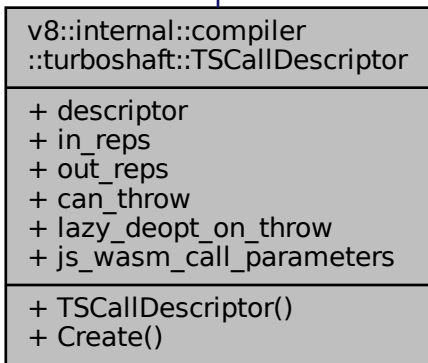 v8::internal::compiler
::turboshaft::TSCallDescriptor
+ descriptor
+ in_reps
+ out_reps
+ can_throw
+ lazy_deopt_on_throw
+ js_wasm_call_parameters
+ TSCallDescriptor()
+ Create()